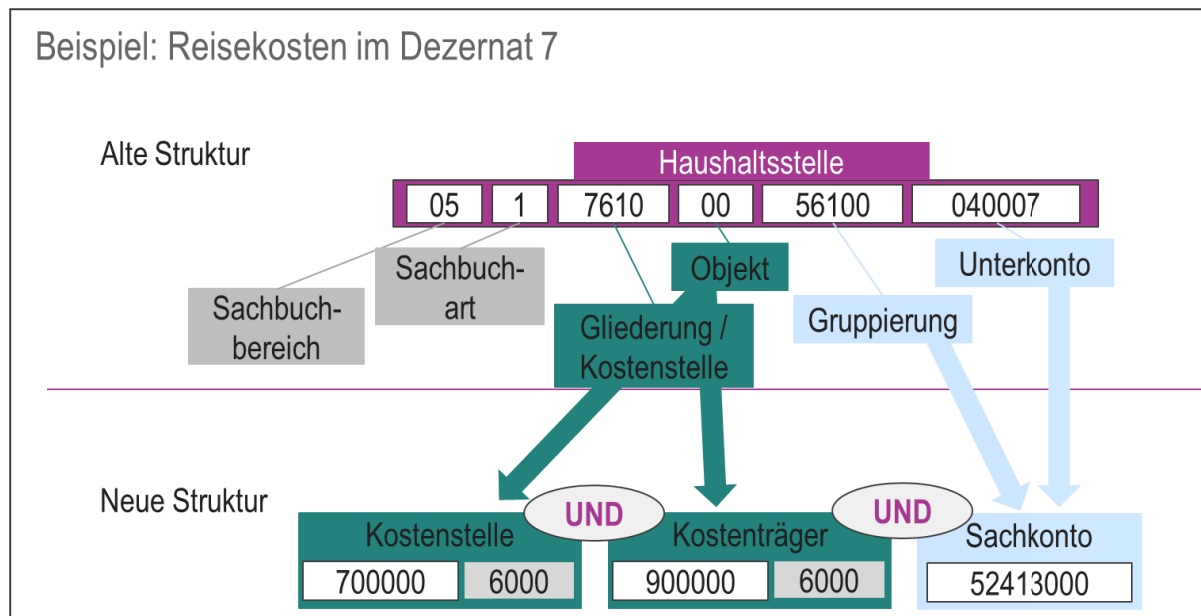 Beispiel: Reisekosten im Dezernat 7
Alte Struktur
Haushaltsstelle
05 1 7610 00 56100 040007
Sachbuch-
bereich
Sachbuch-
art
Gliederung /
Kostenstelle
Objekt
Gruppierung
Unterkonto
Neue Struktur
UND
UND
Kostenstelle
700000 6000
Kostenträger
900000 6000
Sachkonto
52413000